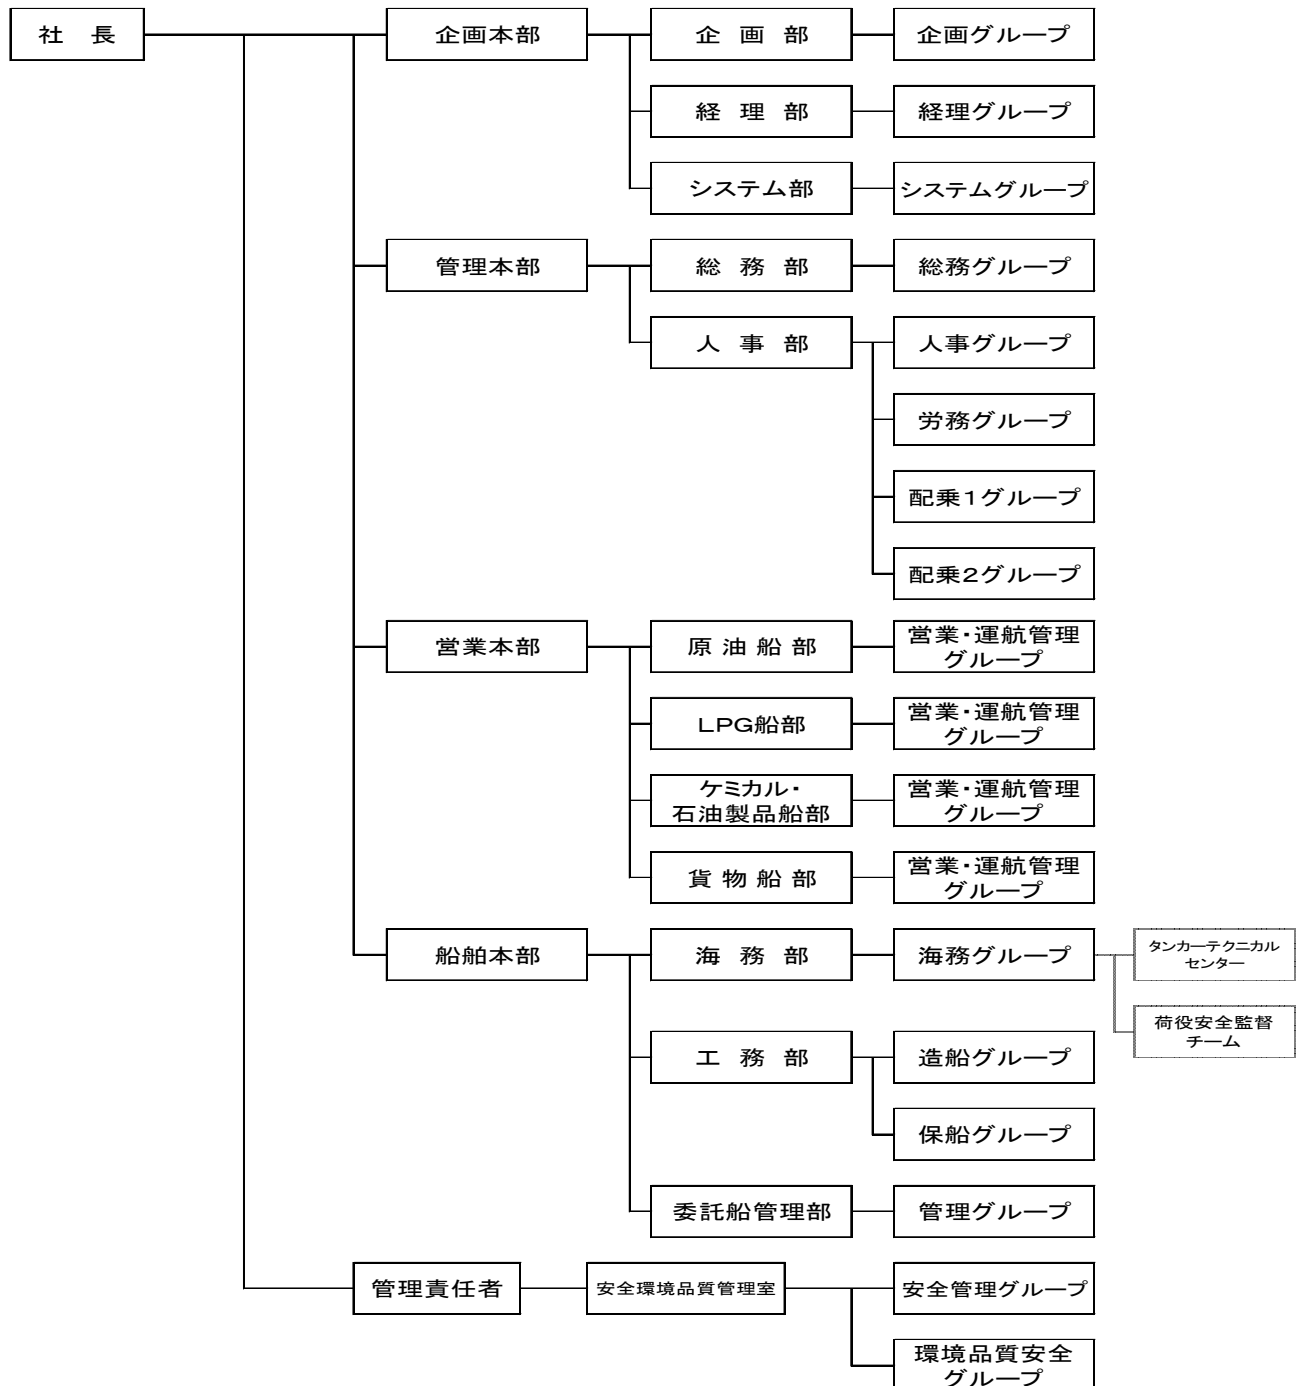 社　長
企画本部
企　画　部
企画グループ
経　理　部
経理グループ
システム部
システムグループ
管理本部
総　務　部
総務グループ
人　事　部
人事グループ
労務グループ
配乗1グループ
配乗2グループ
営業本部
原 油 船 部
営業・運航管理
グループ
LPG船部
営業・運航管理
グループ
ケミカル・
石油製品船部
営業・運航管理
グループ
貨 物 船 部
営業・運航管理
グループ
船舶本部
海　務　部
海務グループ
タンカーテクニカル
センター
荷役安全監督
チーム
工　務　部
造船グループ
保船グループ
委託船管理部
管理グループ
管理責任者
安全環境品質管理室
安全管理グループ
環境品質安全
グループ